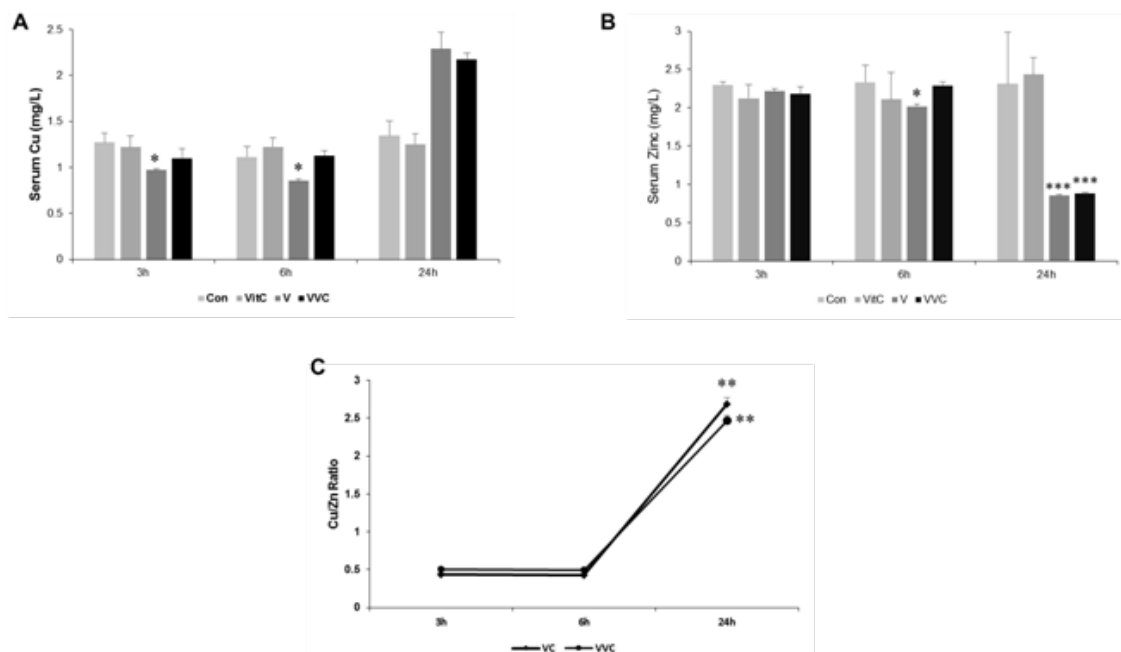 A
Serum Cu (mg/L)
2.5
2
1.5
1
0.5
0
*
*
3h
6h
24h
Con VitC V VVC
B
Serum Zinc (mg/L)
3
2.5
2
1.5
1
0.5
0
*
*** ***
3h
6h
24h
Con VitC V VVC
C
Cu/Zn Ratio
3
2.5
2
1.5
1
0.5
0
**
**
3h
6h
24h
VC VVC